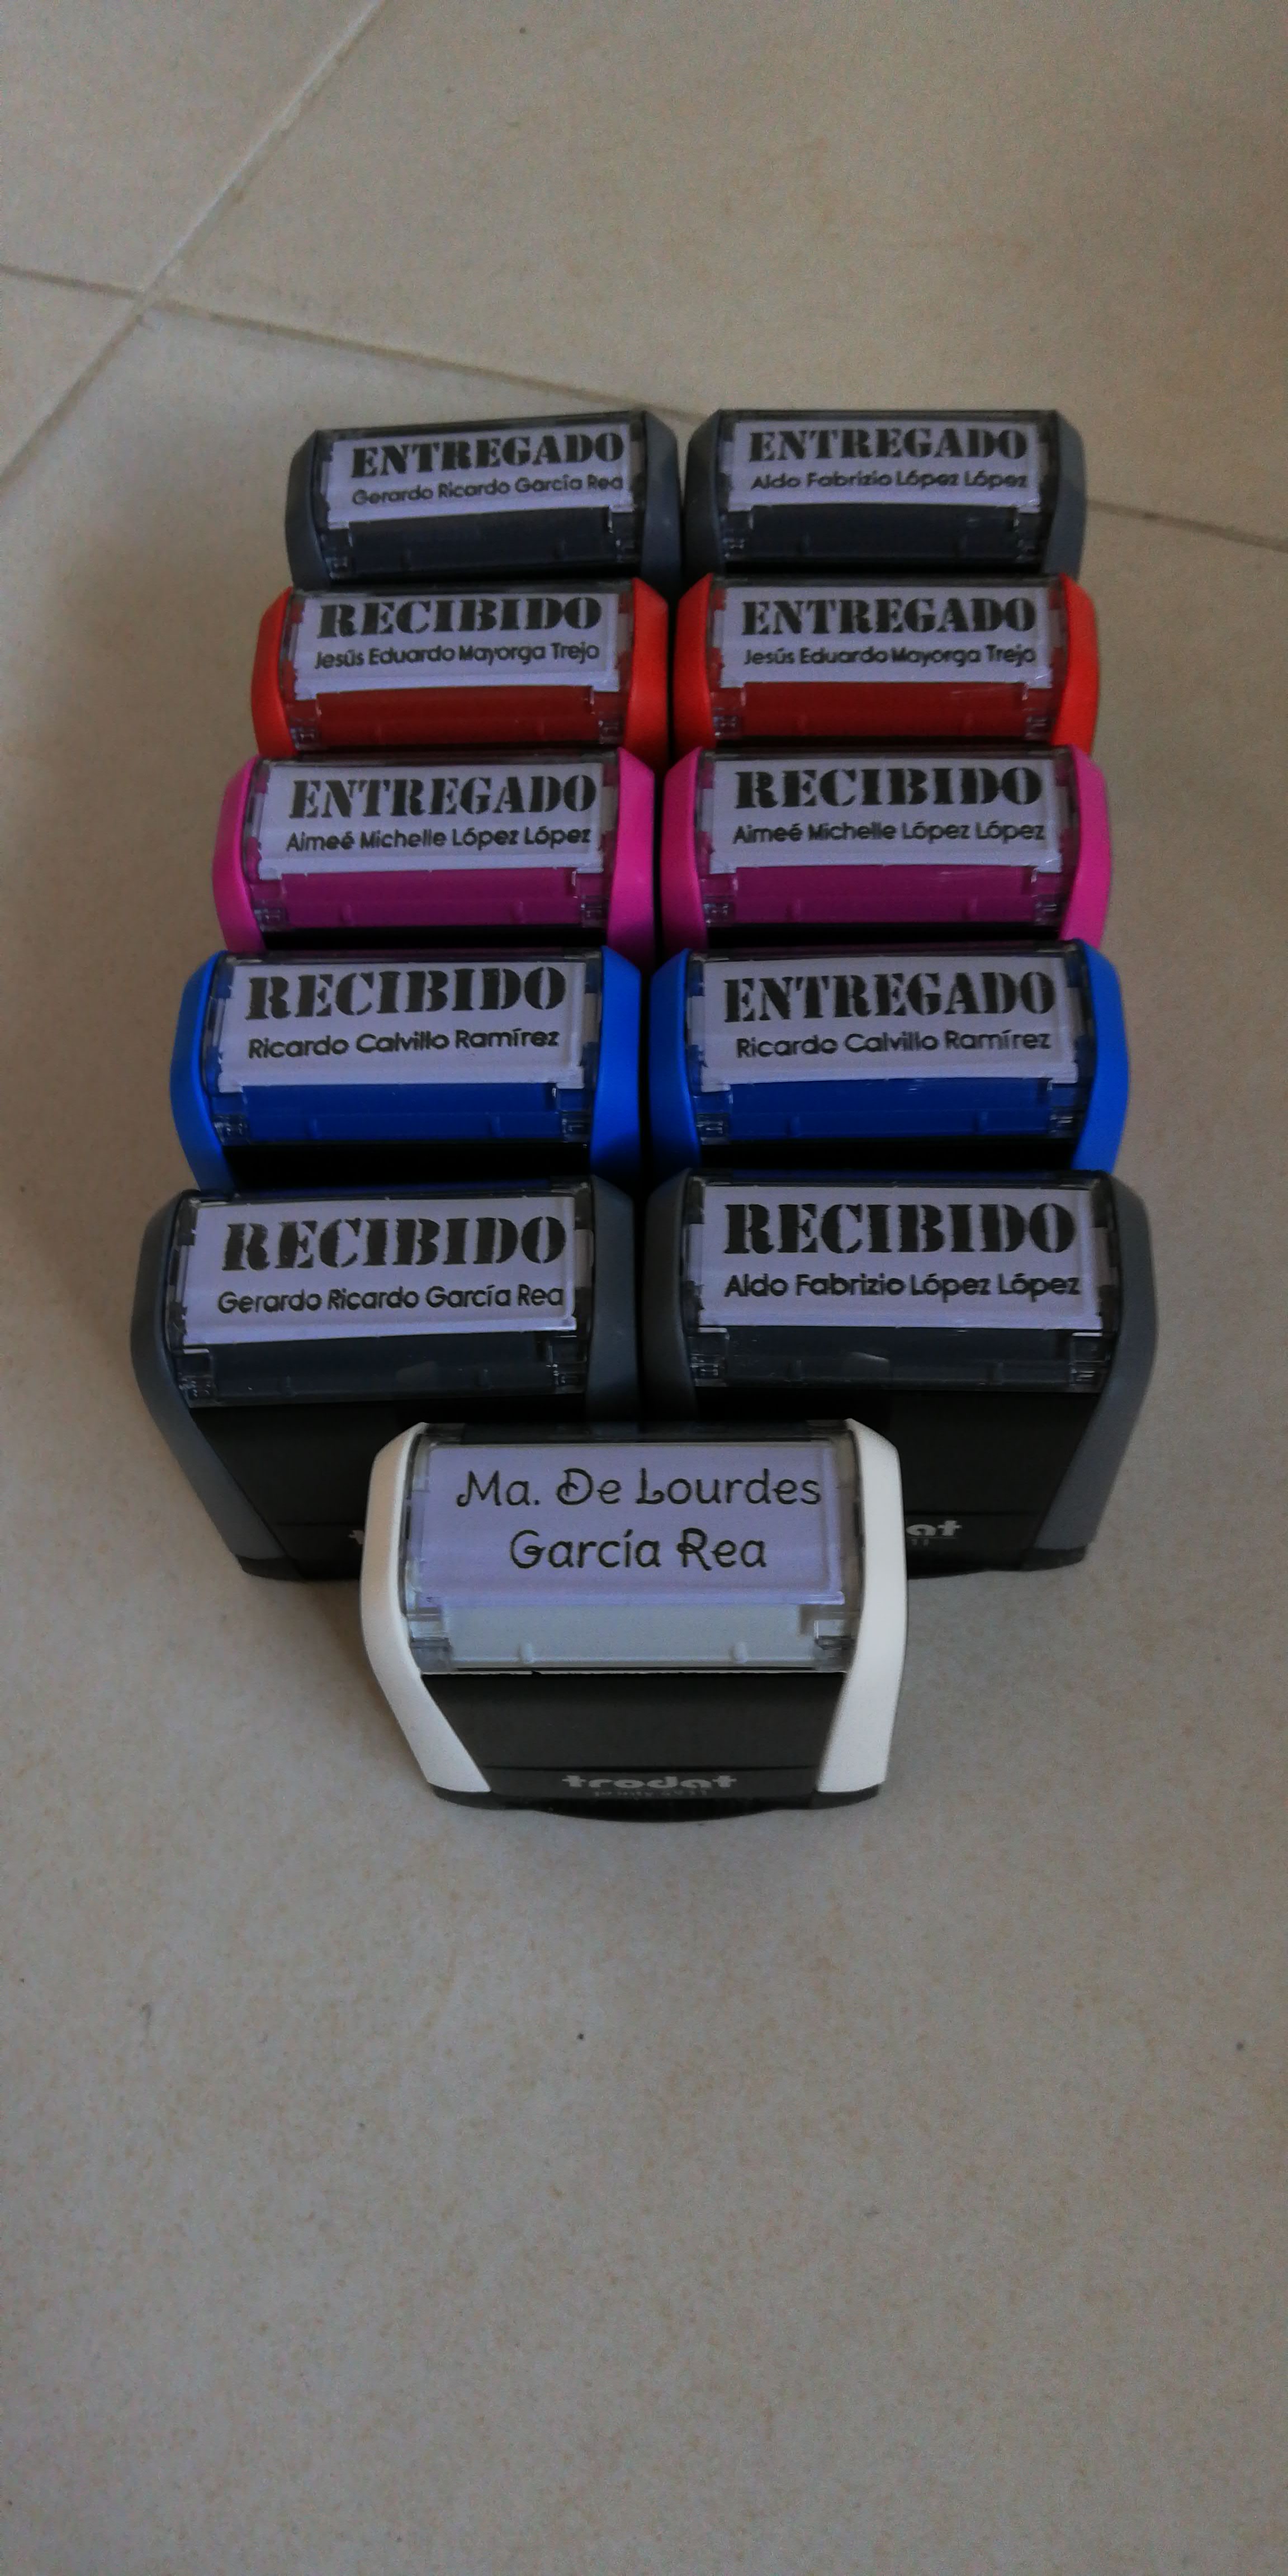 ENTREGADO
Gerardo Ricardo García Rea
ENTREGADO
Aldo Fabrizio López López
RECIBIDO
Jesús Eduardo Mayorga Trejo
ENTREGADO
Jesús Eduardo Mayorga Trejo
ENTREGADO
Aimeé Michelle López López
RECIBIDO
Aimeé Michelle López López
RECIBIDO
Ricardo Calvillo Ramírez
ENTREGADO
Ricardo Calvillo Ramírez
RECIBIDO
Gerardo Ricardo García Rea
RECIBIDO
Aldo Fabrizio López López
Ma. De Lourdes
García Rea
trodat